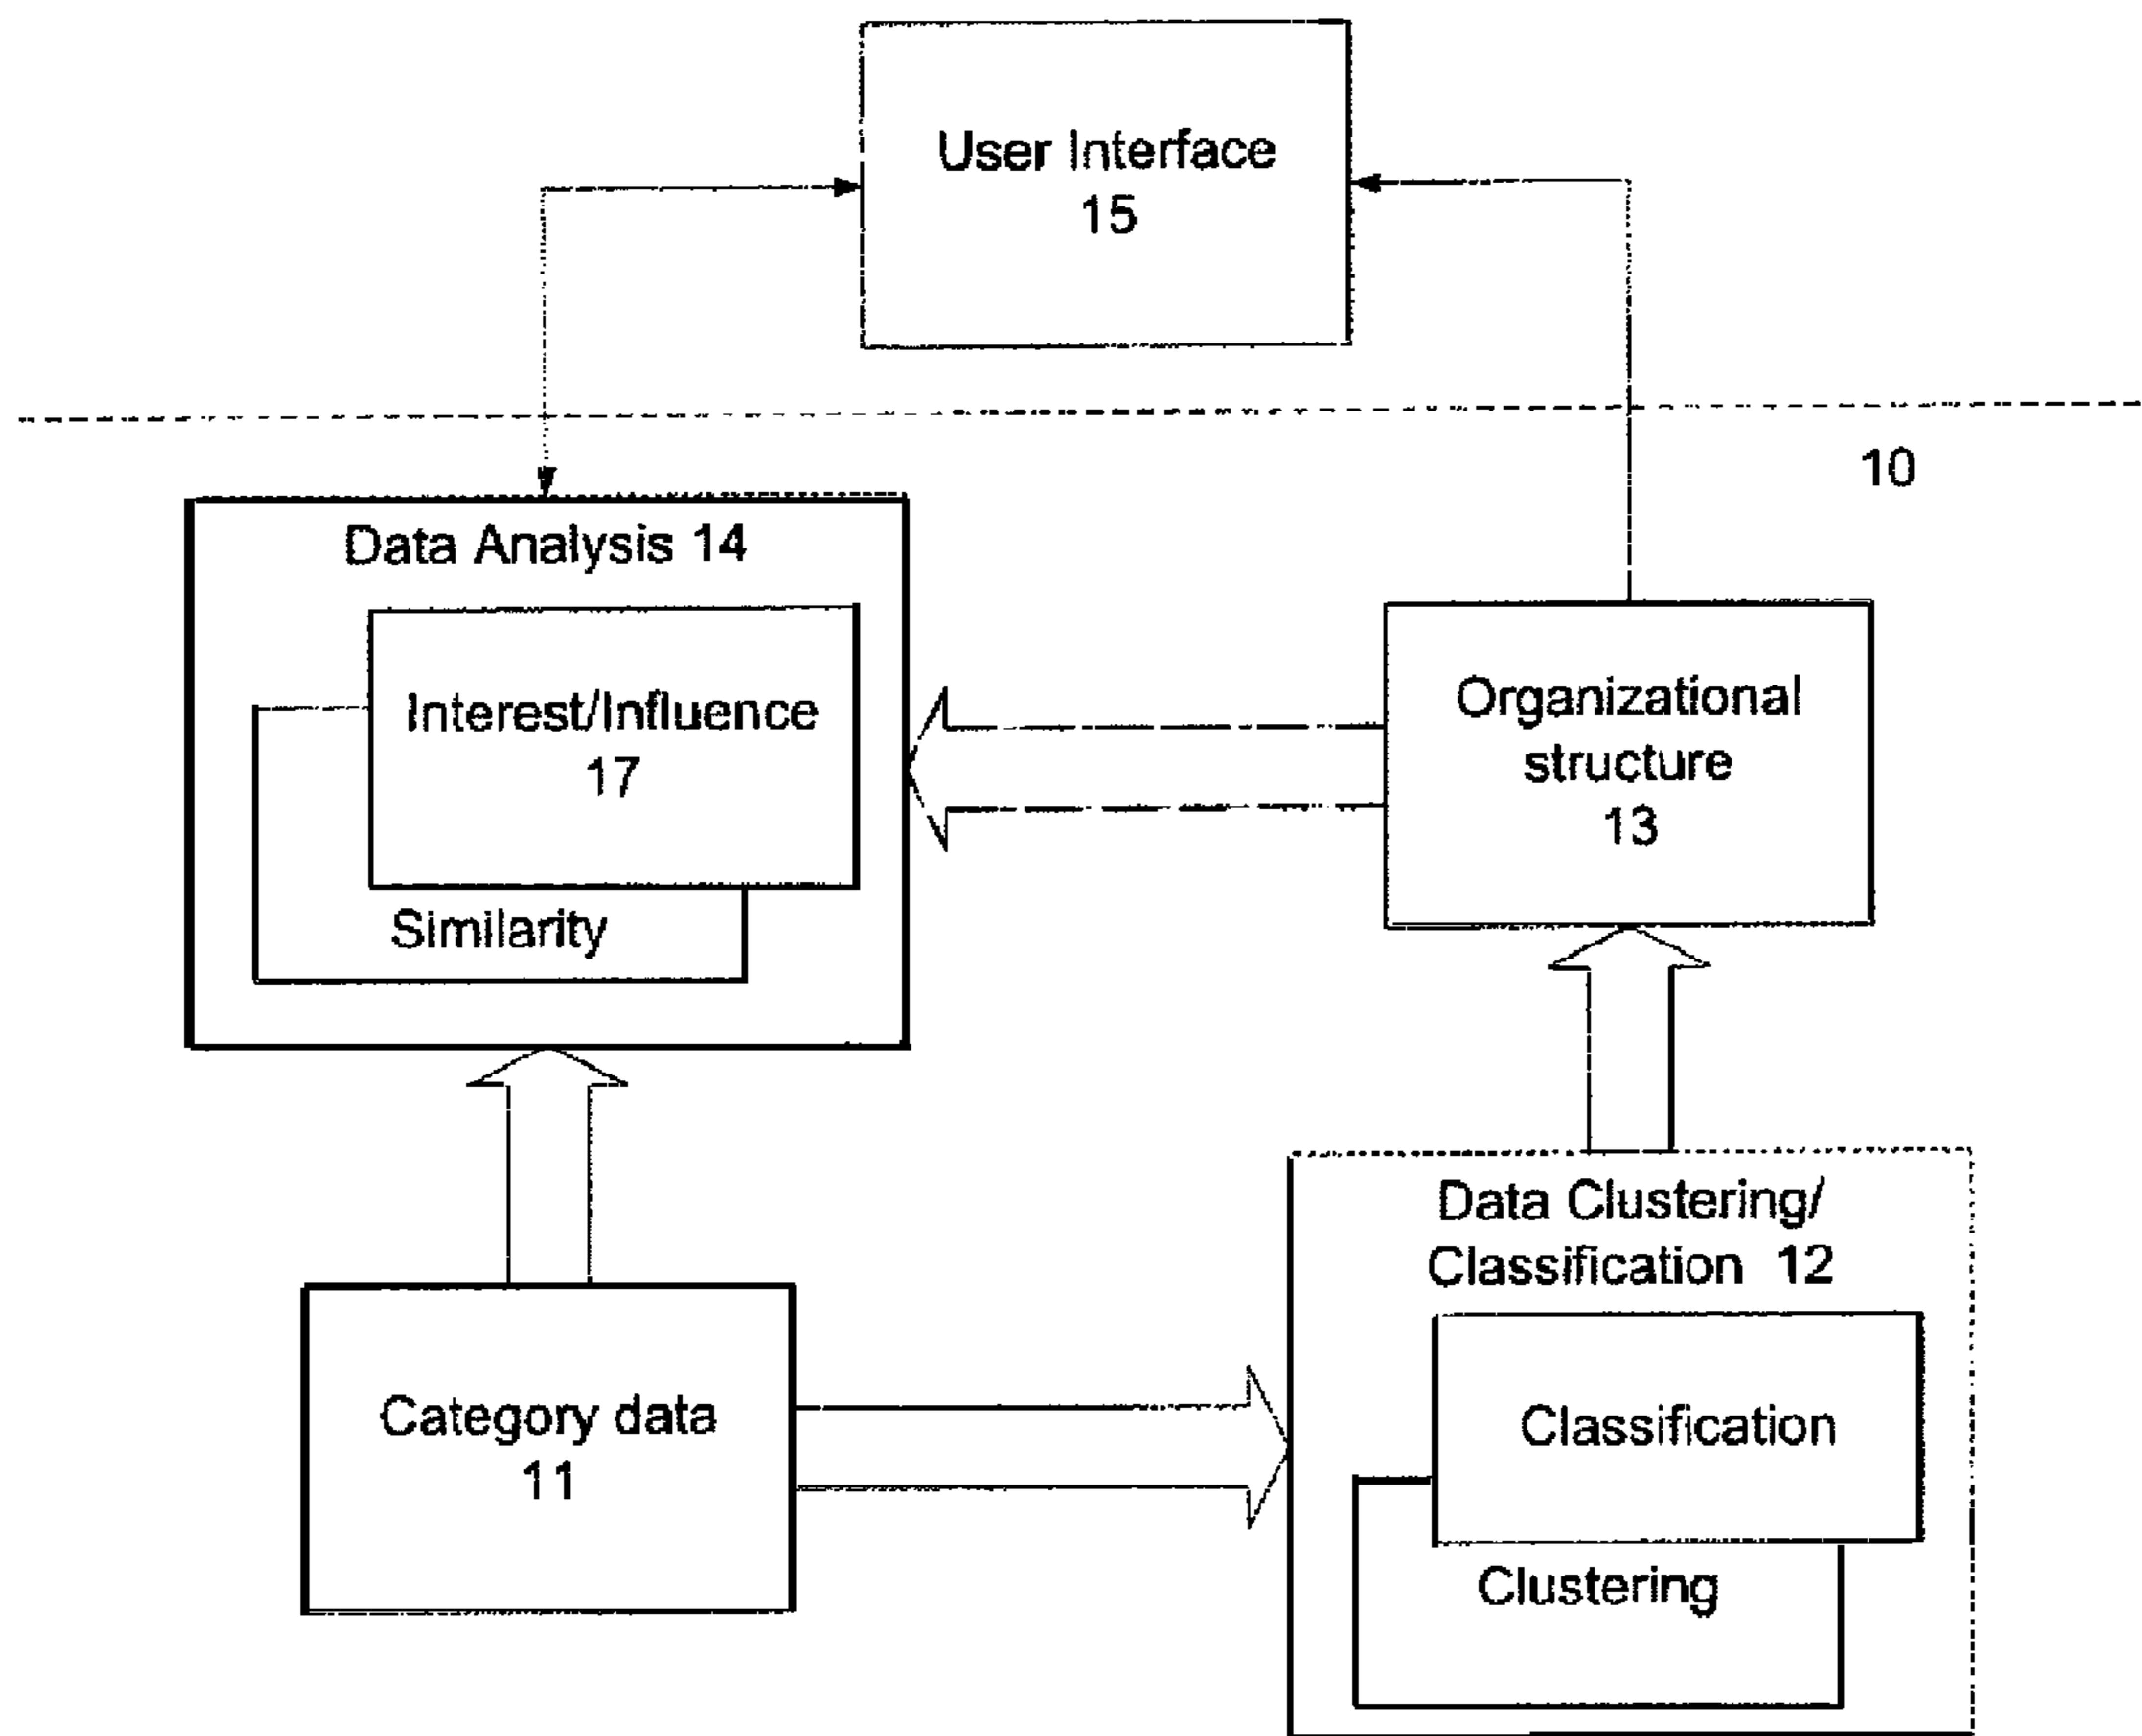 User Interface
15
10
Data Analysis 14
Interest/Influence
17
Similarity
Organizational
structure
13
Category data
11
Data Clustering/
Classification 12
Classification
Clustering